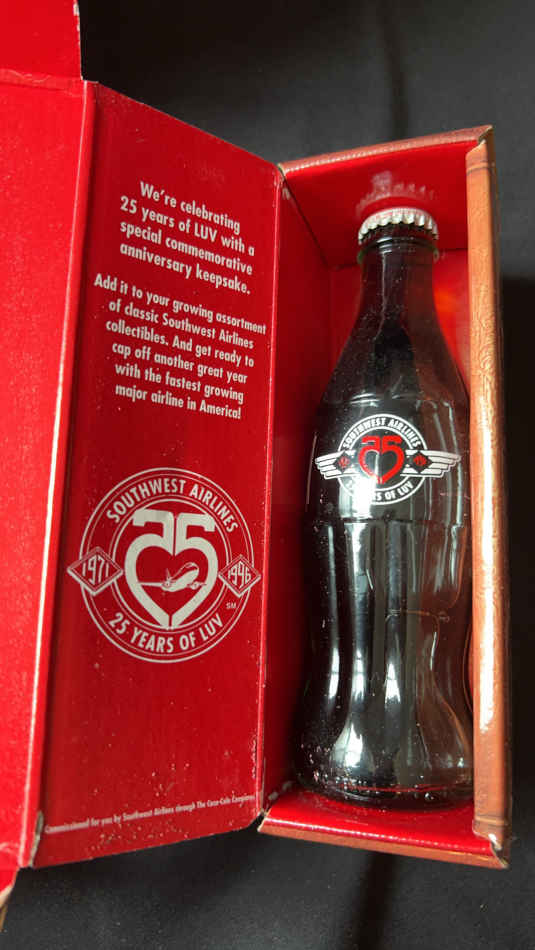 We're celebrating
25 years of LUV with a
special commemorative
anniversary keepsake.
Add it to your growing assortment
of classic Southwest Airlines
collectibles. And get ready to
cap off another great year
with the fastest growing
major airline in America!
SOUTHWEST AIRLINES
25
1971
1996
SM
25 YEARS OF LUV
Commissioned for you by Southwest Airlines through The Coca-Cola Company
SOUTHWEST AIRLINES
25
YEARS OF LUV